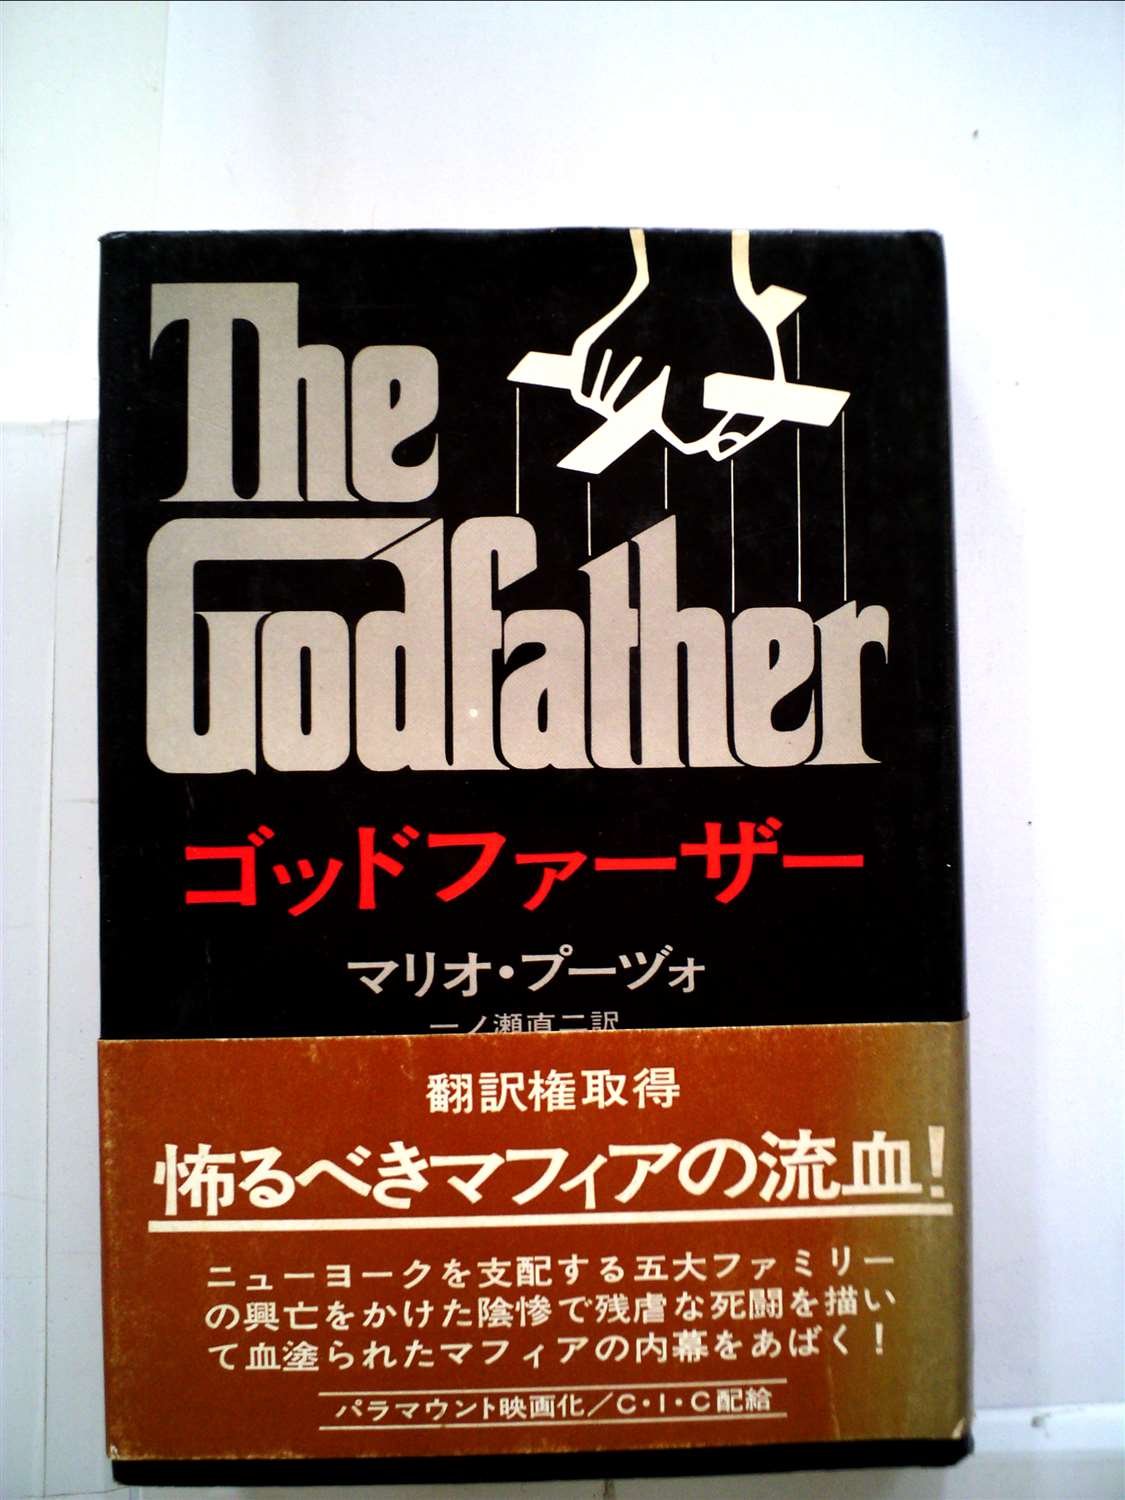 The
Godfather
ゴッドファーザー
マリオ・プーヅォ
一ノ瀬直二訳
翻訳権取得
怖るべきマフィアの流血!
ニューヨークを支配する五大ファミリー
の興亡をかけた陰惨で残虐な死闘を描い
て血塗られたマフィアの内幕をあばく!
パラマウント映画化/C・I・C配給